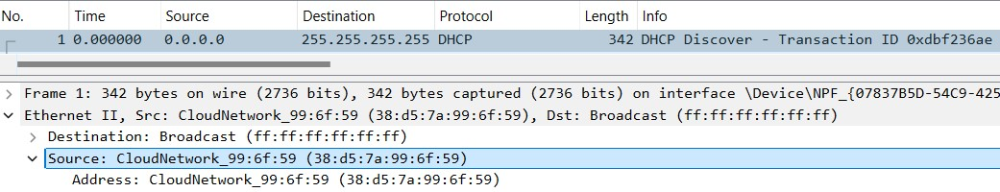 No. Time Source Destination Protocol Length Info
1 0.000000 0.0.0.0 255.255.255.255 DHCP 342 DHCP Discover - Transaction ID 0xdbf236ae
Frame 1: 342 bytes on wire (2736 bits), 342 bytes captured (2736 bits) on interface \Device\NPF_{07837B5D-54C9-425
Ethernet II, Src: CloudNetwork_99:6f:59 (38:d5:7a:99:6f:59), Dst: Broadcast (ff:ff:ff:ff:ff:ff)
Destination: Broadcast (ff:ff:ff:ff:ff:ff)
Source: CloudNetwork_99:6f:59 (38:d5:7a:99:6f:59)
Address: CloudNetwork_99:6f:59 (38:d5:7a:99:6f:59)